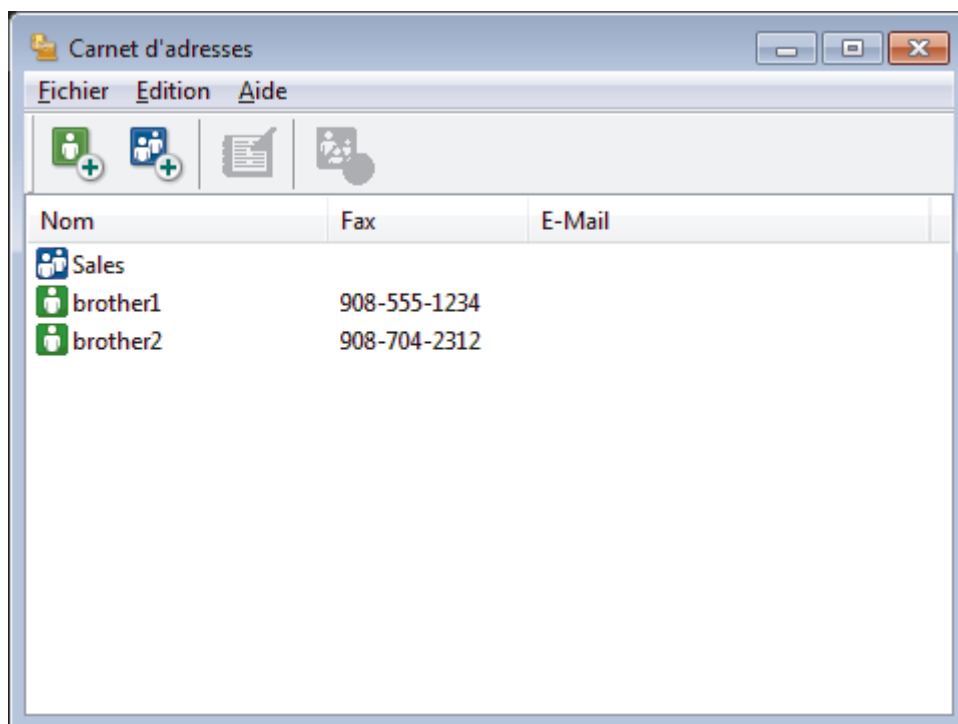 Carnet d'adresses
Fichier Edition Aide
Nom Fax E-Mail
Sales
brother1 908-555-1234
brother2 908-704-2312